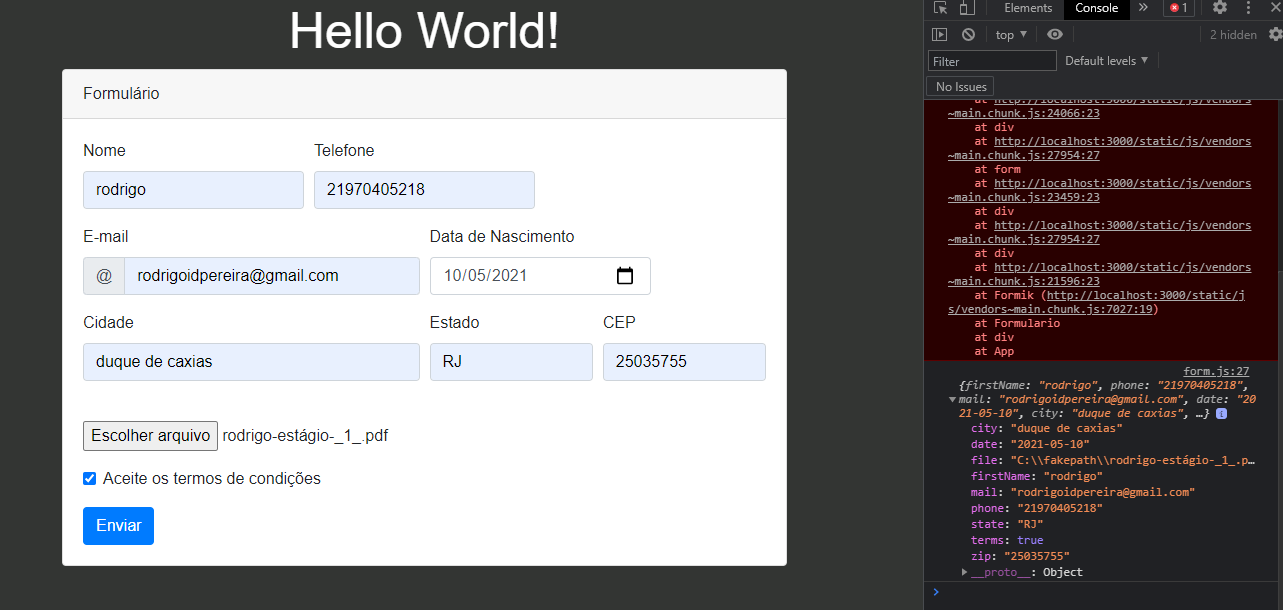 Hello World!
Formulário
Nome Telefone
rodrigo 21970405218
E-mail Data de Nascimento
@ rodrigoidpereira@gmail.com 10/05/2021
Cidade Estado CEP
duque de caxias RJ 25035755
Escolher arquivo rodrigo-estágio-_1_.pdf
Aceite os termos de condições
Enviar
Elements Console » 1
top ▼ 2 hidden
Filter Default levels ▼
No Issues
at http://localhost:3000/static/js/vendors
~main.chunk.js:24066:23
at div
at http://localhost:3000/static/js/vendors
~main.chunk.js:27954:27
at form
at http://localhost:3000/static/js/vendors
~main.chunk.js:23459:23
at div
at http://localhost:3000/static/js/vendors
~main.chunk.js:27954:27
at div
at http://localhost:3000/static/js/vendors
~main.chunk.js:21596:23
at Formik (http://localhost:3000/static/j
s/vendors~main.chunk.js:7027:19)
at Formulario
at div
at App
form.js:27
{firstName: "rodrigo", phone: "21970405218",
mail: "rodrigoidpereira@gmail.com", date: "20
21-05-10", city: "duque de caxias", …} i
city: "duque de caxias"
date: "2021-05-10"
file: "C:\\fakepath\\rodrigo-estágio-_1_.p…
firstName: "rodrigo"
mail: "rodrigoidpereira@gmail.com"
phone: "21970405218"
state: "RJ"
terms: true
zip: "25035755"
__proto__: Object